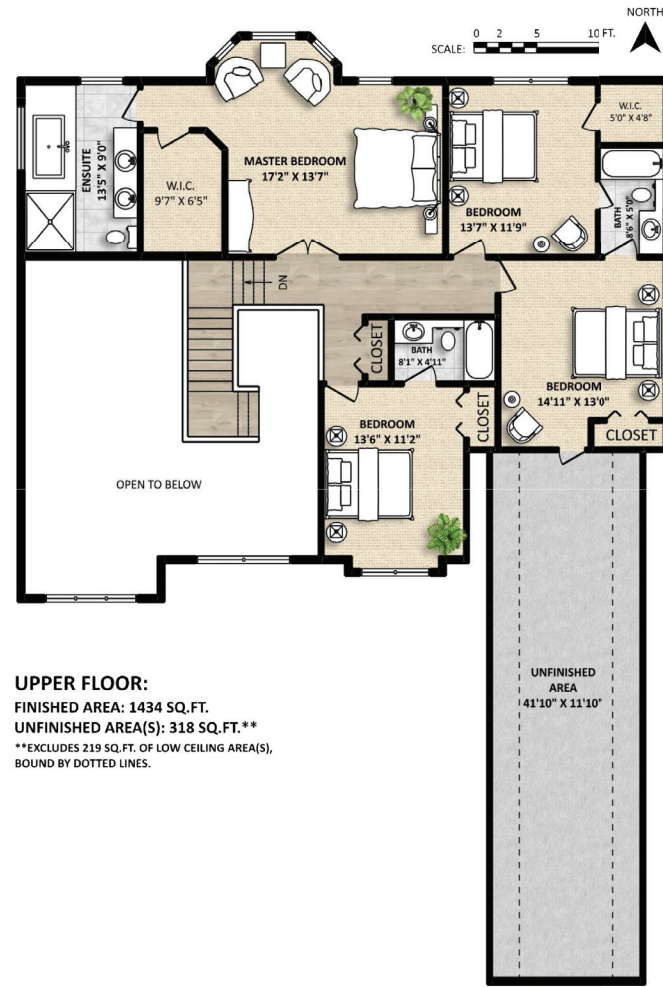 NORTH
SCALE:
0 2 5 10 FT.
ENSUITE
13'5" X 9'0"
W.I.C.
9'7" X 6'5"
MASTER BEDROOM
17'2" X 13'7"
BEDROOM
13'7" X 11'9"
W.I.C.
5'0" X 4'8"
BATH
8'6" X 5'0"
DN
CLOSET
BATH
8'1" X 4'11"
BEDROOM
14'11" X 13'0"
CLOSET
BEDROOM
13'6" X 11'2"
CLOSET
OPEN TO BELOW
UNFINISHED
AREA
41'10" X 11'10"
UPPER FLOOR:
FINISHED AREA: 1434 SQ.FT.
UNFINISHED AREA(S): 318 SQ.FT.**
**EXCLUDES 219 SQ.FT. OF LOW CEILING AREA(S),
BOUND BY DOTTED LINES.